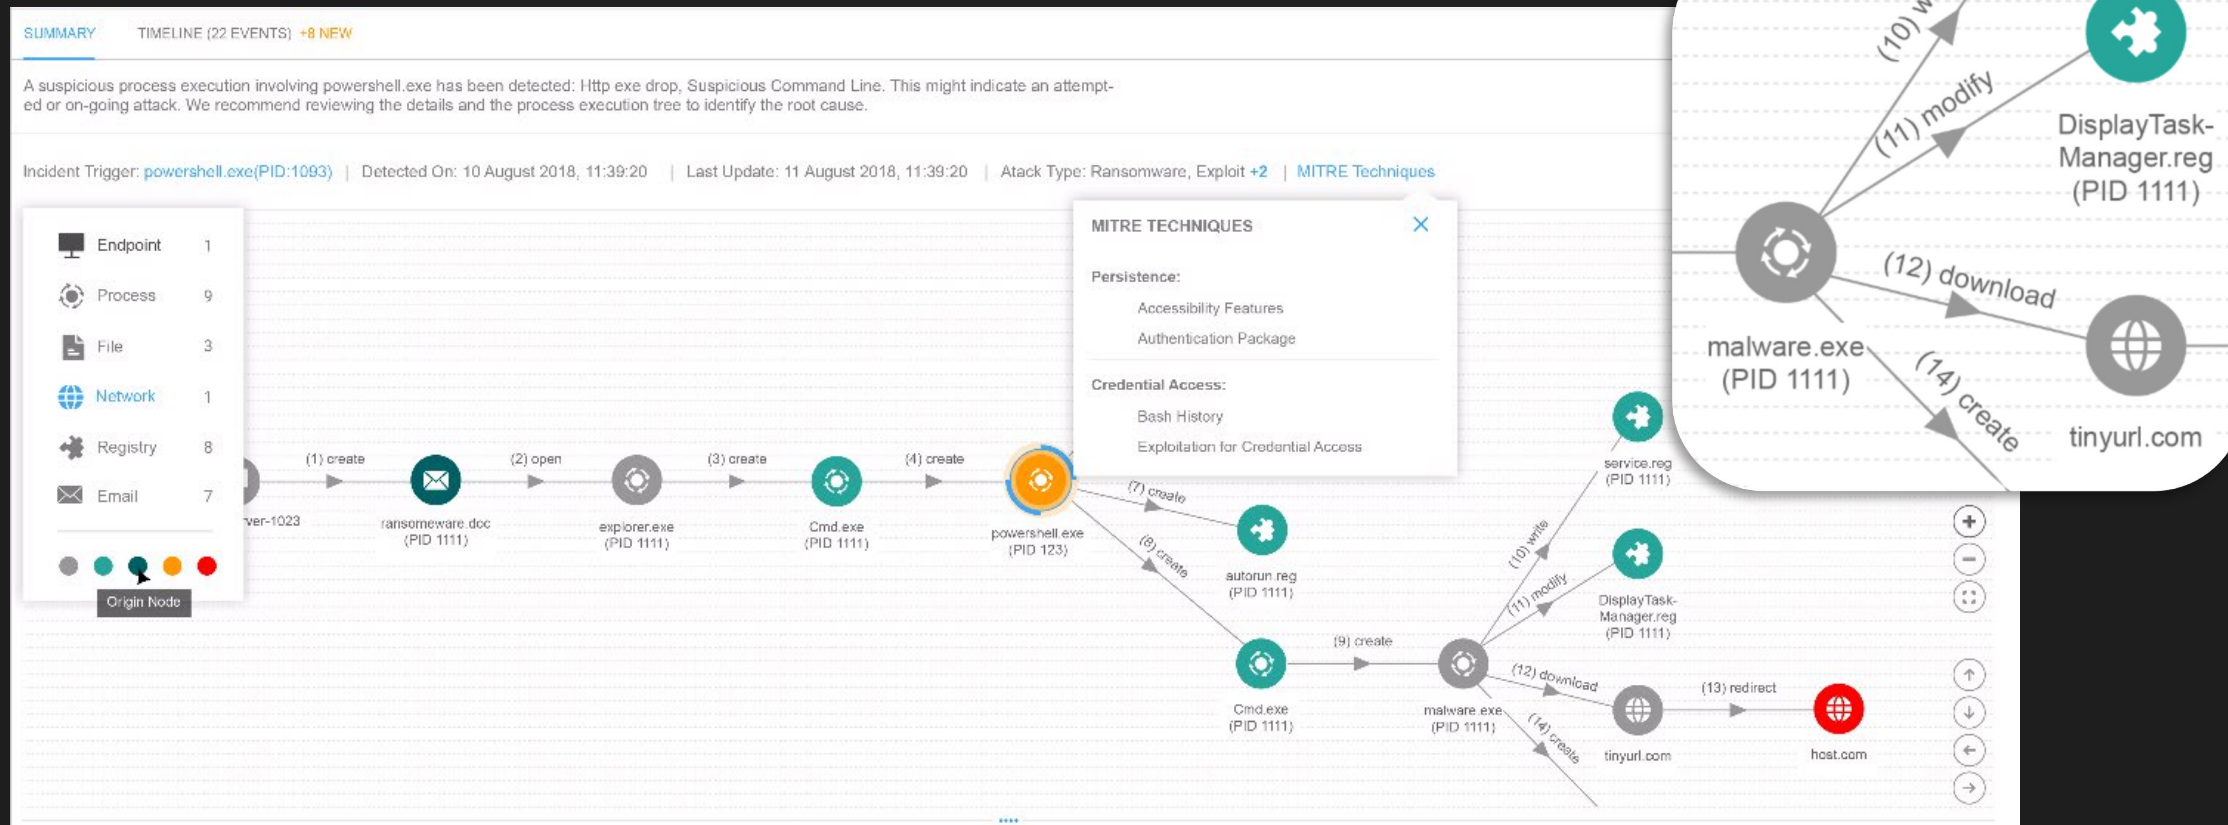 SUMMARY TIMELINE (22 EVENTS) +8 NEW
A suspicious process execution involving powershell.exe has been detected: Http exe drop, Suspicious Command Line. This might indicate an attempt-
ed or on-going attack. We recommend reviewing the details and the process execution tree to identify the root cause.
Incident Trigger: powershell.exe(PID:1093) | Detected On: 10 August 2018, 11:39:20 | Last Update: 11 August 2018, 11:39:20 | Atack Type: Ransomware, Exploit +2 | MITRE Techniques
Endpoint 1
Process 9
File 3
Network 1
Registry 8
Email 7
Origin Node
MITRE TECHNIQUES
Persistence:
Accessibility Features
Authentication Package
Credential Access:
Bash History
Exploitation for Credential Access
ver-1023
(1) create
ransomeware.doc
(PID 1111)
(2) open
explorer.exe
(PID 1111)
(3) create
Cmd.exe
(PID 1111)
(4) create
powershell.exe
(PID 123)
(7) create
autorun.reg
(PID 1111)
(8) create
Cmd.exe
(PID 1111)
(9) create
malware.exe
(PID 1111)
(10) write
service.reg
(PID 1111)
(11) modify
DisplayTask-
Manager.reg
(PID 1111)
(12) download
tinyurl.com
(13) redirect
host.com
(14) create
(10)
(11) modify
DisplayTask-
Manager.reg
(PID 1111)
malware.exe
(PID 1111)
(12) download
tinyurl.com
(14) create